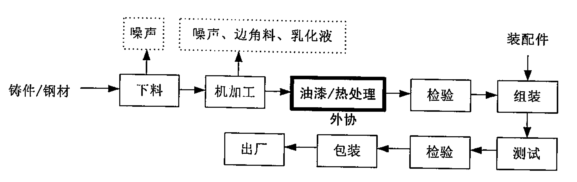 噪声
噪声、边角料、乳化液
装配件
铸件/钢材
下料
机加工
油漆/热处理
检验
组装
外协
出厂
包装
检验
测试